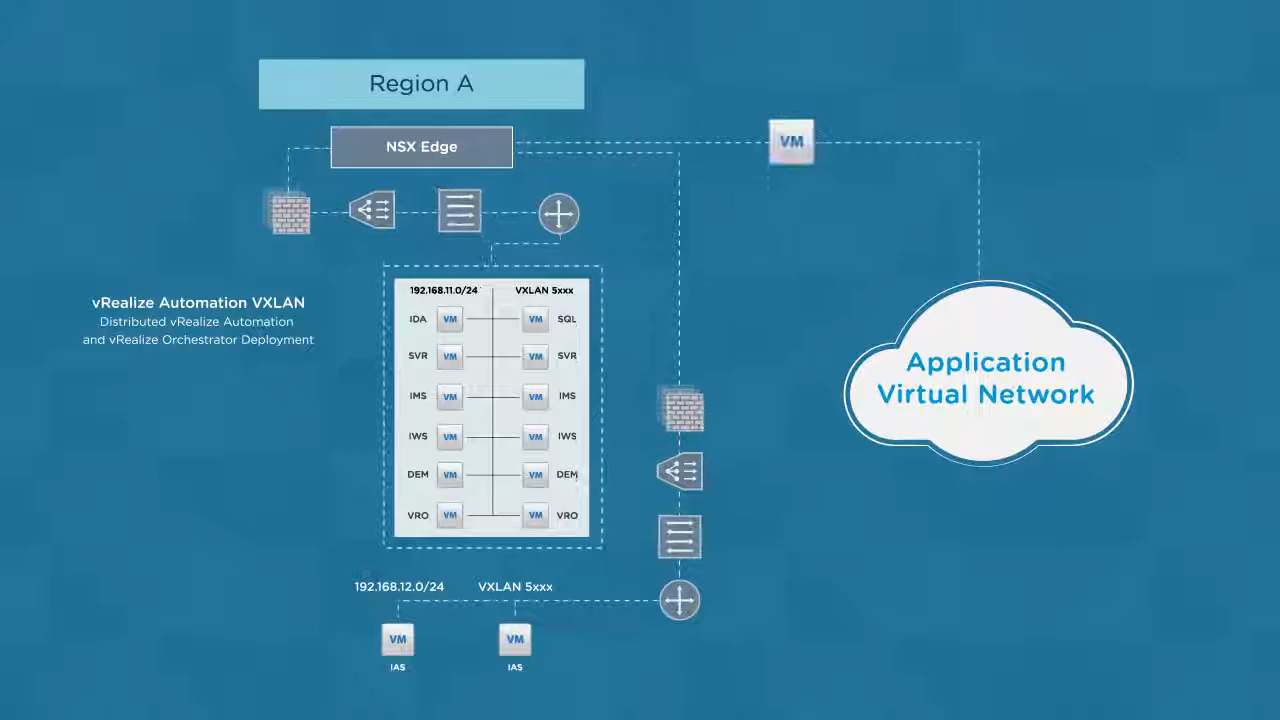 Region A
NSX Edge
VM
vRealize Automation VXLAN
Distributed vRealize Automation
and vRealize Orchestrator Deployment
192.168.11.0/24 VXLAN 5xxx
IDA VM VM SQL
SVR VM VM SVR
IMS VM VM IMS
IWS VM VM IWS
DEM VM VM DEM
VRO VM VM VRO
Application
Virtual Network
192.168.12.0/24 VXLAN 5xxx
VM VM
IAS IAS